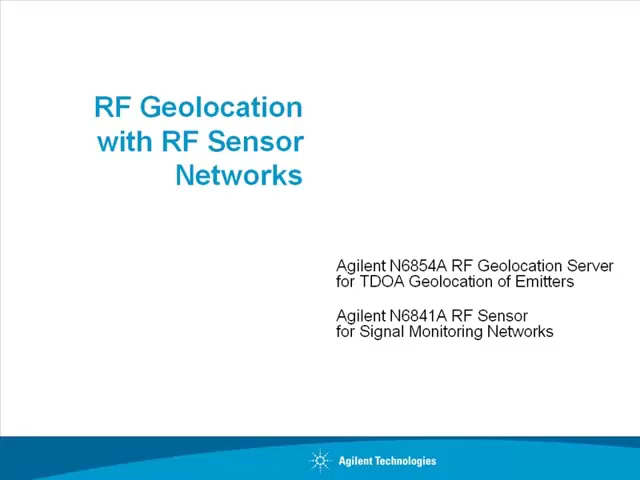 RF Geolocation
with RF Sensor
Networks
Agilent N6854A RF Geolocation Server
for TDOA Geolocation of Emitters
Agilent N6841A RF Sensor
for Signal Monitoring Networks
Agilent Technologies